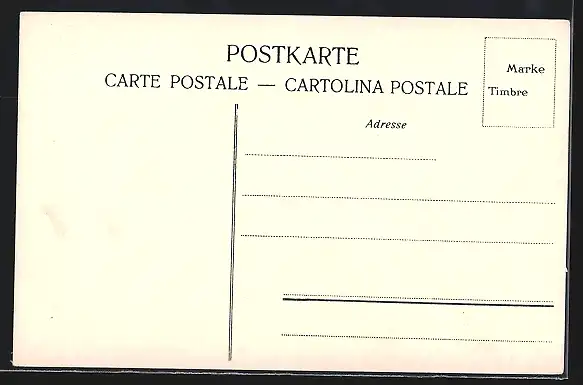 POSTKARTE
CARTE POSTALE — CARTOLINA POSTALE
Marke
Timbre
Adresse